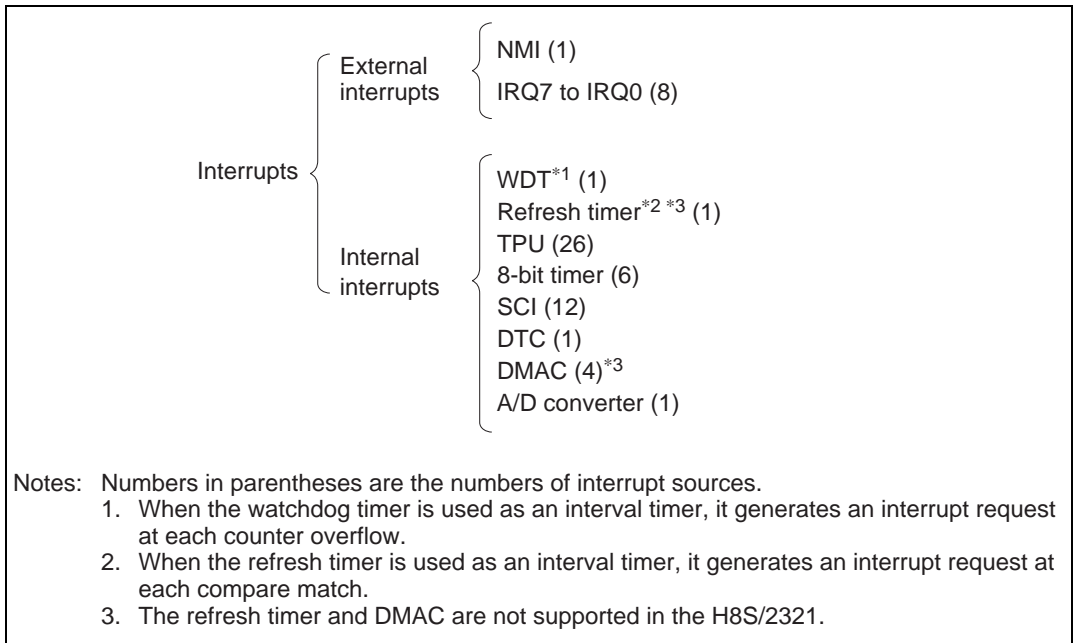 NMI (1)
External
interrupts
IRQ7 to IRQ0 (8)
Interrupts
WDT*1 (1)
Refresh timer*2 *3 (1)
TPU (26)
Internal
interrupts
8-bit timer (6)
SCI (12)
DTC (1)
DMAC (4)*3
A/D converter (1)
Notes: Numbers in parentheses are the numbers of interrupt sources.
1. When the watchdog timer is used as an interval timer, it generates an interrupt request
at each counter overflow.
2. When the refresh timer is used as an interval timer, it generates an interrupt request at
each compare match.
3. The refresh timer and DMAC are not supported in the H8S/2321.